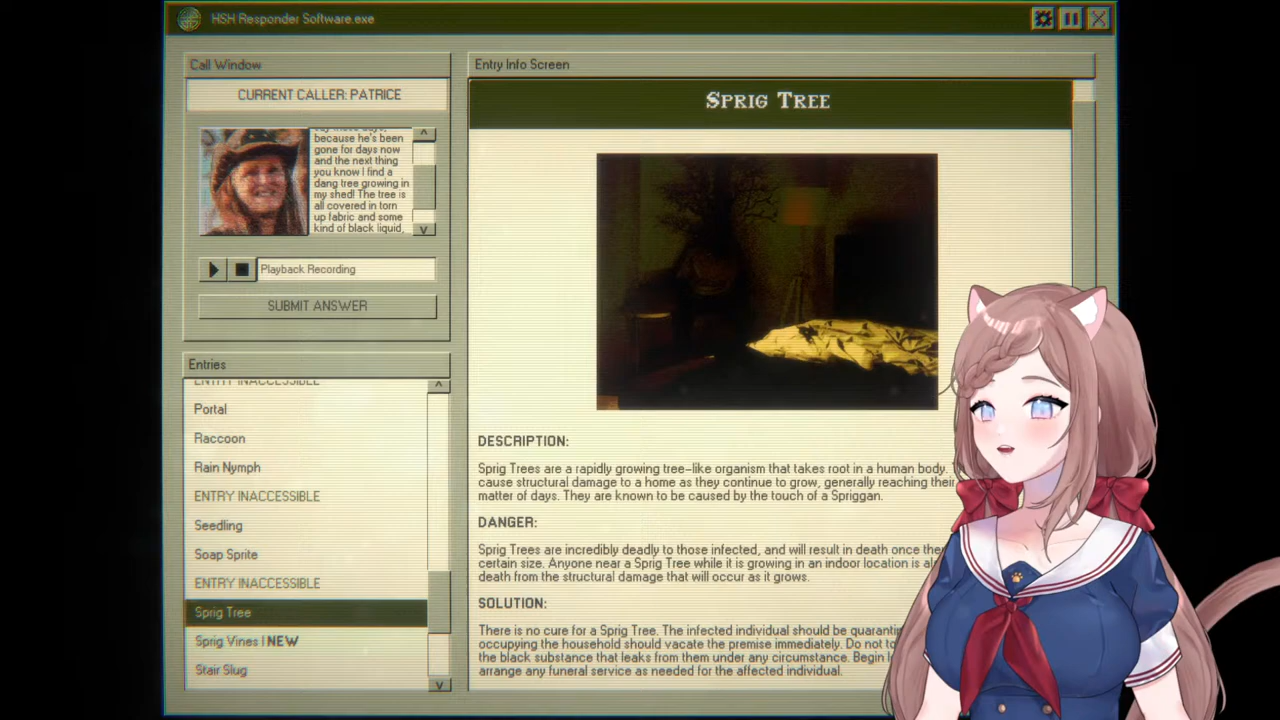 HSH Responder Software.exe
Call Window
CURRENT CALLER: PATRICE
because he's been
gone for days now
and the next thing
you know I find a
dang tree growing in
my shed! The tree is
all covered in torn
up fabric and some
kind of black liquid,
Playback Recording
SUBMIT ANSWER
Entries
ENTRY INACCESSIBLE
Portal
Raccoon
Rain Nymph
ENTRY INACCESSIBLE
Seedling
Soap Sprite
ENTRY INACCESSIBLE
Sprig Tree
Sprig Vines | NEW
Stair Slug
Entry Info Screen
SPRIG TREE
DESCRIPTION:
Sprig Trees are a rapidly growing tree-like organism that takes root in a human body.
cause structural damage to a home as they continue to grow, generally reaching their
matter of days. They are known to be caused by the touch of a Spriggan.
DANGER:
Sprig Trees are incredibly deadly to those infected, and will result in death once
certain size. Anyone near a Sprig Tree while it is growing in an indoor location is
death from the structural damage that will occur as it grows.
SOLUTION:
There is no cure for a Sprig Tree. The infected individual should be
occupying the household should vacate the premise immediately. Do not
the black substance that leaks from them under any circumstance. Begin
arrange any funeral service as needed for the affected individual.